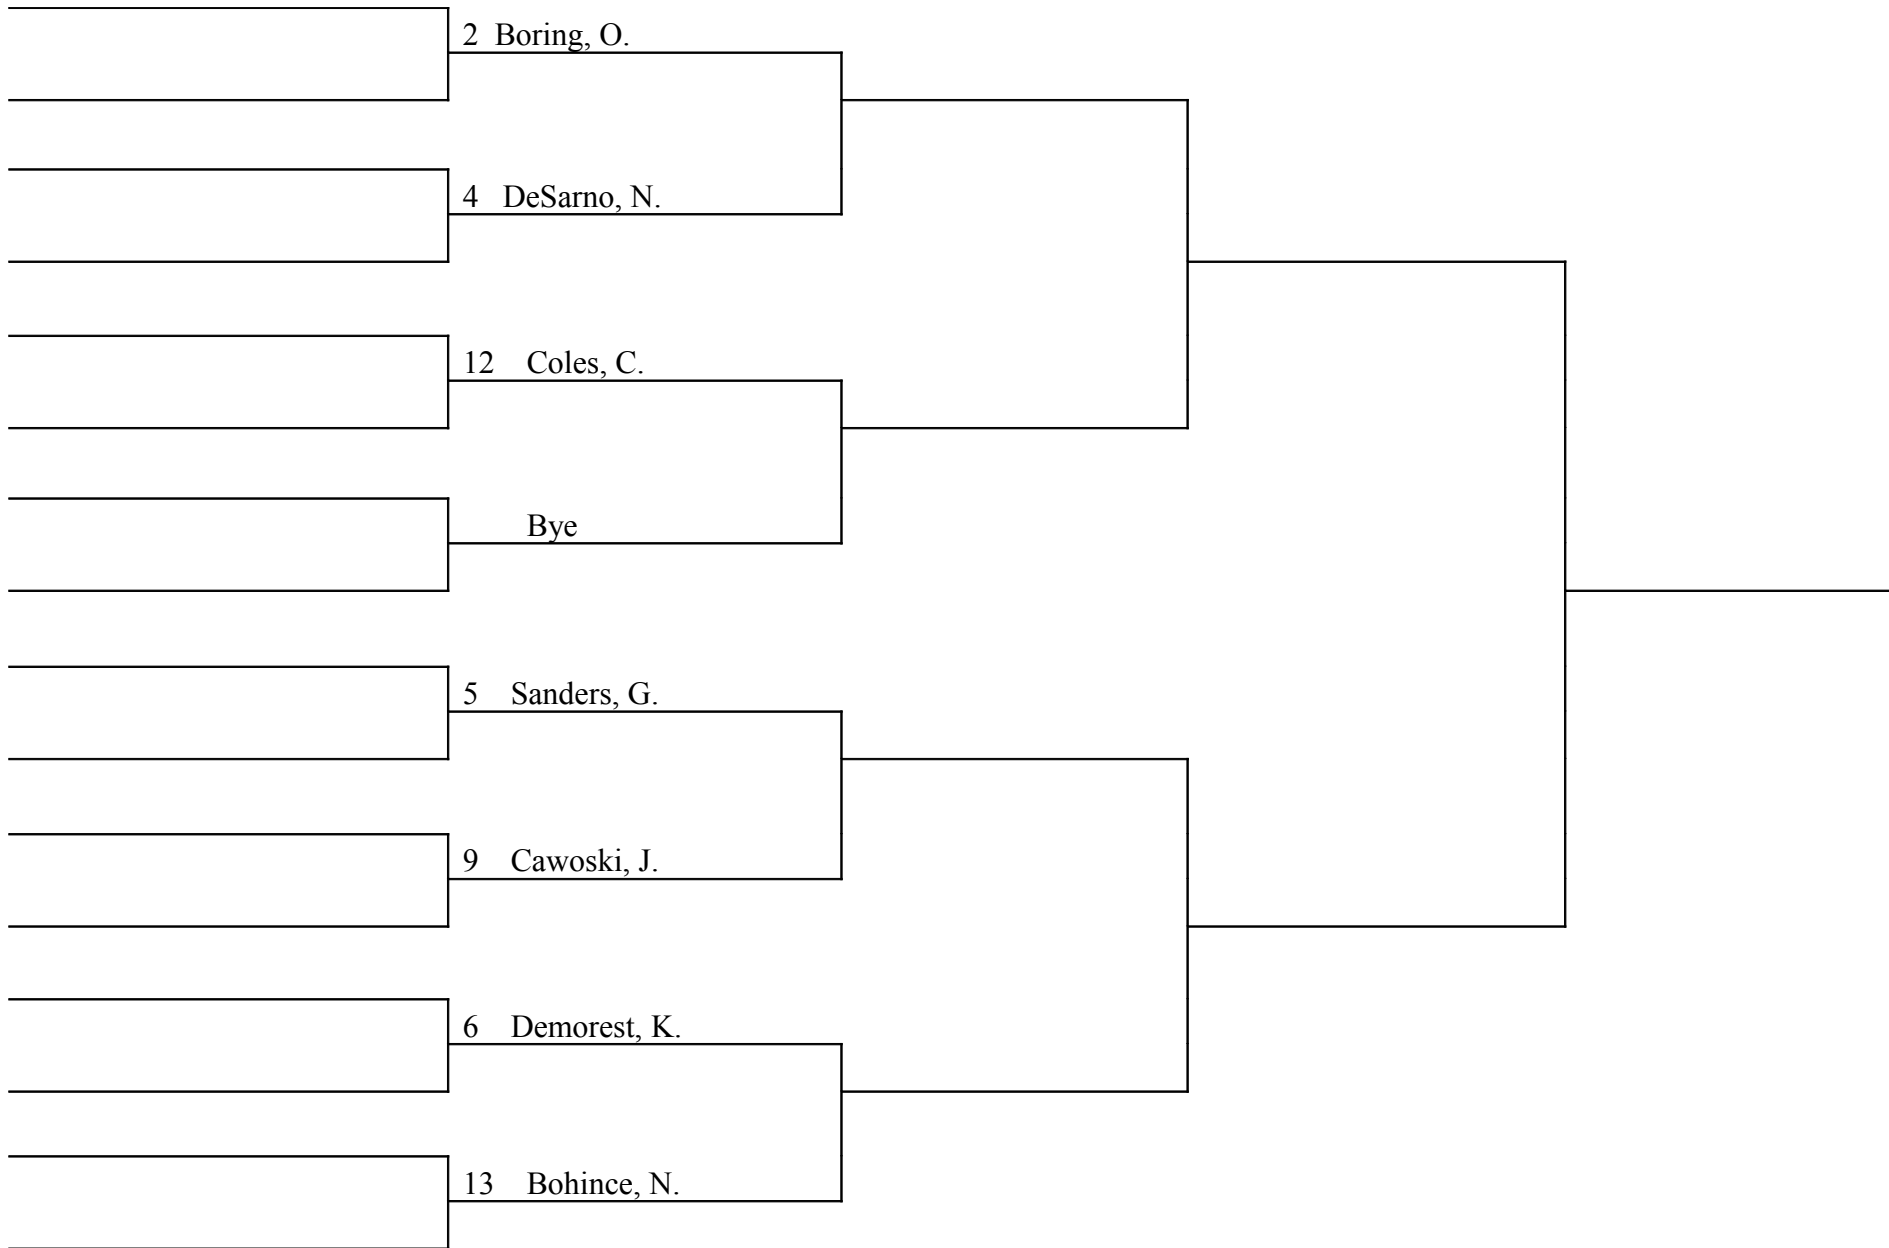 2 Boring, O.
4 DeSarno, N.
12 Coles, C.
Bye
5 Sanders, G.
9 Cawoski, J.
6 Demorest, K.
13 Bohince, N.